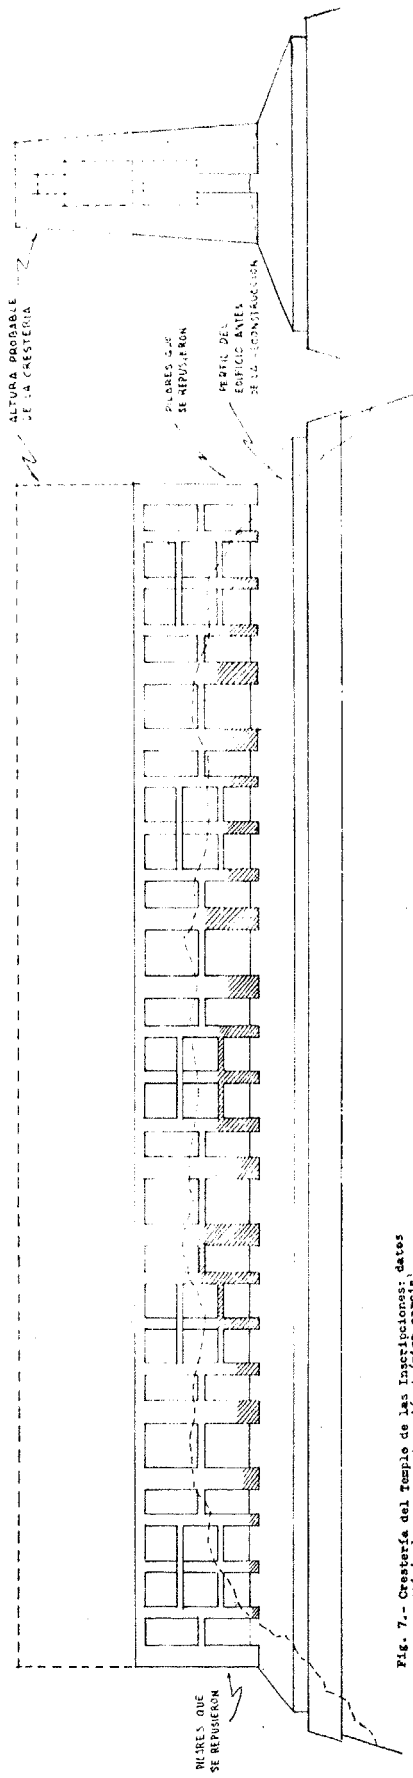 ALTURA PROBABLE
DE LA CRESTERIA
PILARES QUE
SE REPUSIERON
PERFIL DEL
EDIFICIO ANTES
DE LA RECONSTRUCCION
PILARES QUE
SE REPUSIERON
Fig. 7.- Crestería del Templo de las Inscripciones: datos